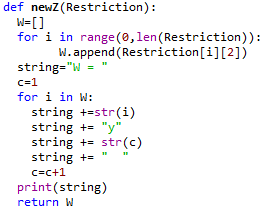 def newZ(Restriction):
  W=[]
  for i in range(0,len(Restriction)):
        W.append(Restriction[i][2])
  string="W = "
  c=1
  for i in W:
    string +=str(i)
    string += "y"
    string += str(c)
    string += "  "
    c=c+1
  print(string)
  return W